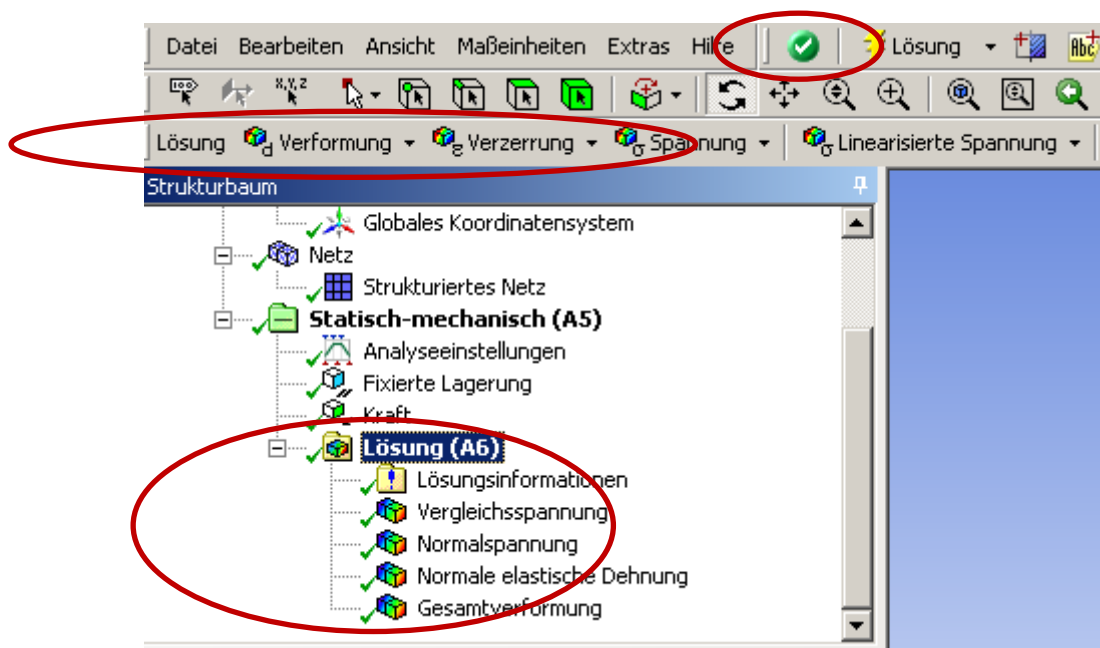 Datei Bearbeiten Ansicht Maßeinheiten Extras Hilfe Lösung Abc
X,Y,Z
Lösung d Verformung ε Verzerrung σ Spannung σ Linearisierte Spannung
Strukturbaum
Globales Koordinatensystem
Netz
Strukturiertes Netz
Statisch-mechanisch (A5)
Analyseeinstellungen
Fixierte Lagerung
Kraft
Lösung (A6)
Lösungsinformationen
Vergleichsspannung
Normalspannung
Normale elastische Dehnung
Gesamtverformung